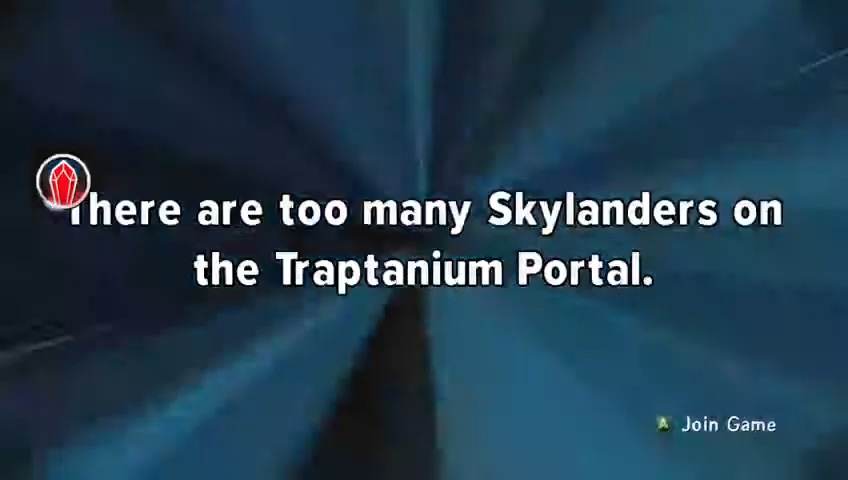 There are too many Skylanders on
the Traptanium Portal.
A Join Game